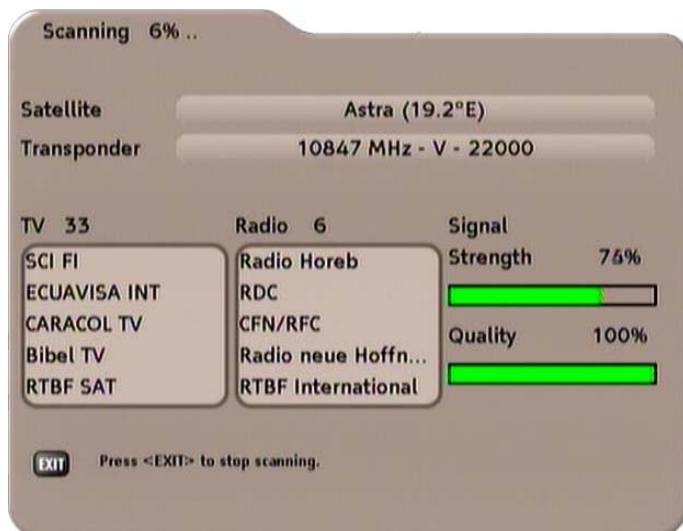 Scanning 6% ..
Satellite Astra (19.2ºE)
Transponder 10847 MHz - V - 22000
TV 33
SCI FI
ECUAVISA INT
CARACOL TV
Bibel TV
RTBF SAT
Radio 6
Radio Horeb
RDC
CFN/RFC
Radio neue Hoffn...
RTBF International
Signal
Strength
Quality 100%
EXIT Press <EXIT> to stop scanning.